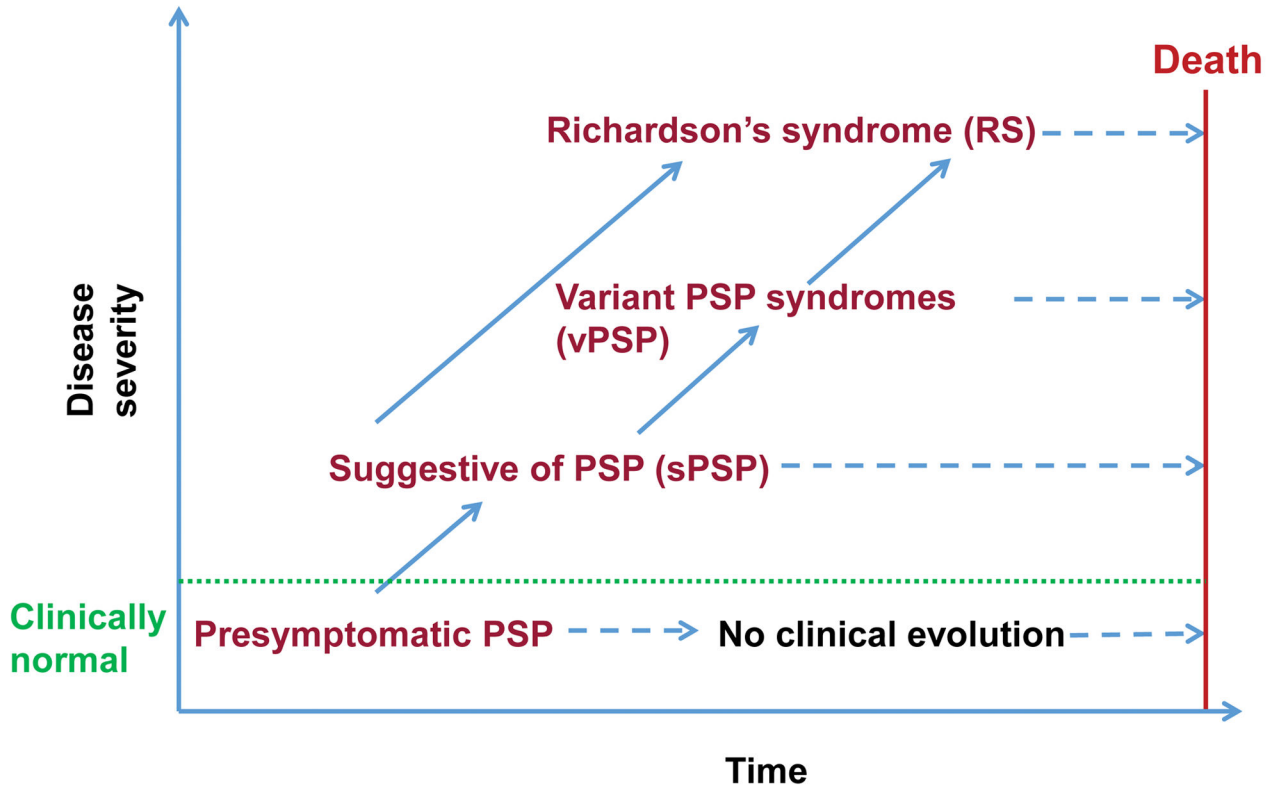 Death
Richardson’s syndrome (RS)
Variant PSP syndromes
(vPSP)
Disease
severity
Suggestive of PSP (sPSP)
Clinically
normal
Presymptomatic PSP
No clinical evolution
Time